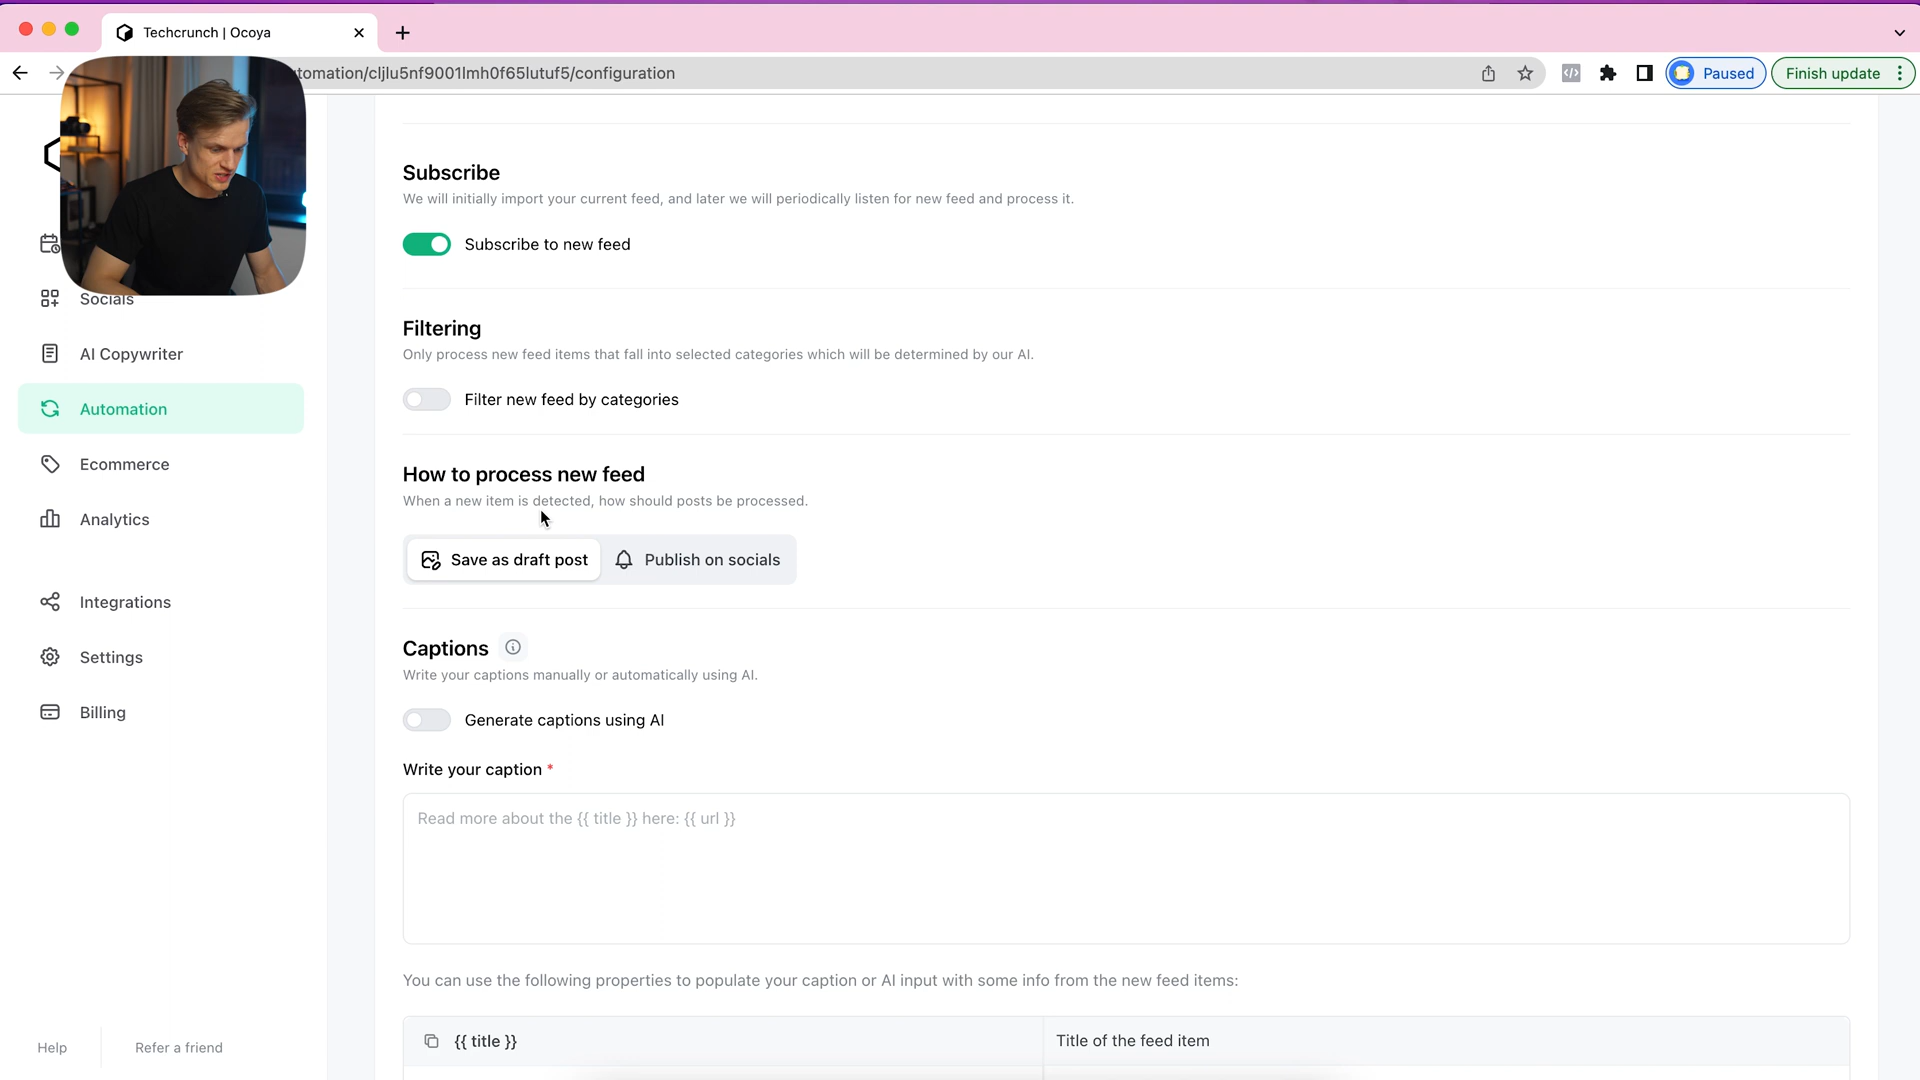 Techcrunch | Ocoya
tomation/cljlu5nf9001lmh0f65lutuf5/configuration
Paused
Finish update
Subscribe
We will initially import your current feed, and later we will periodically listen for new feed and process it.
Subscribe to new feed
Socials
Filtering
Only process new feed items that fall into selected categories which will be determined by our AI.
AI Copywriter
Filter new feed by categories
Automation
Ecommerce
How to process new feed
When a new item is detected, how should posts be processed.
Analytics
Save as draft post
Publish on socials
Integrations
Captions
Write your captions manually or automatically using AI.
Settings
Generate captions using AI
Billing
Write your caption *
Read more about the {{ title }} here: {{ url }}
You can use the following properties to populate your caption or AI input with some info from the new feed items:
{{ title }}
Title of the feed item
Help
Refer a friend